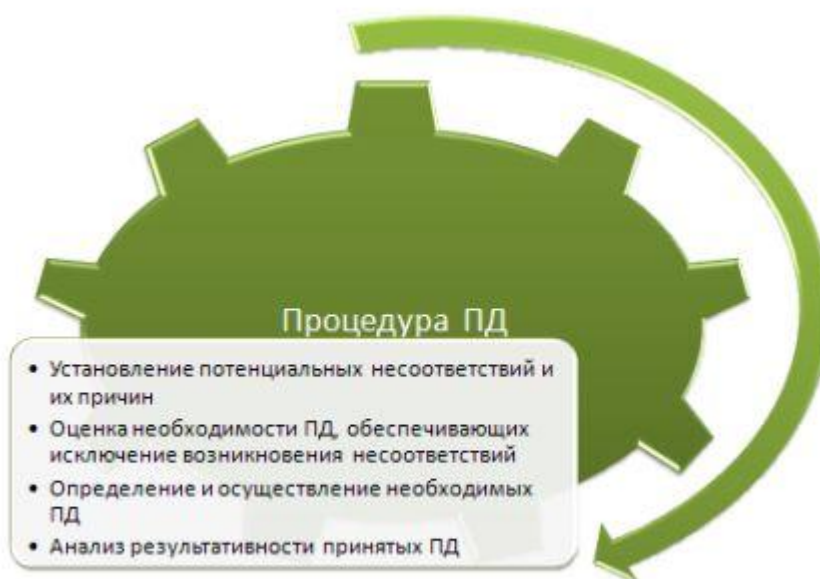 Процедура ПД
• Установление потенциальных несоответствий и
их причин
• Оценка необходимости ПД, обеспечивающих
исключение возникновения несоответствий
• Определение и осуществление необходимых
ПД
• Анализ результативности принятых ПД